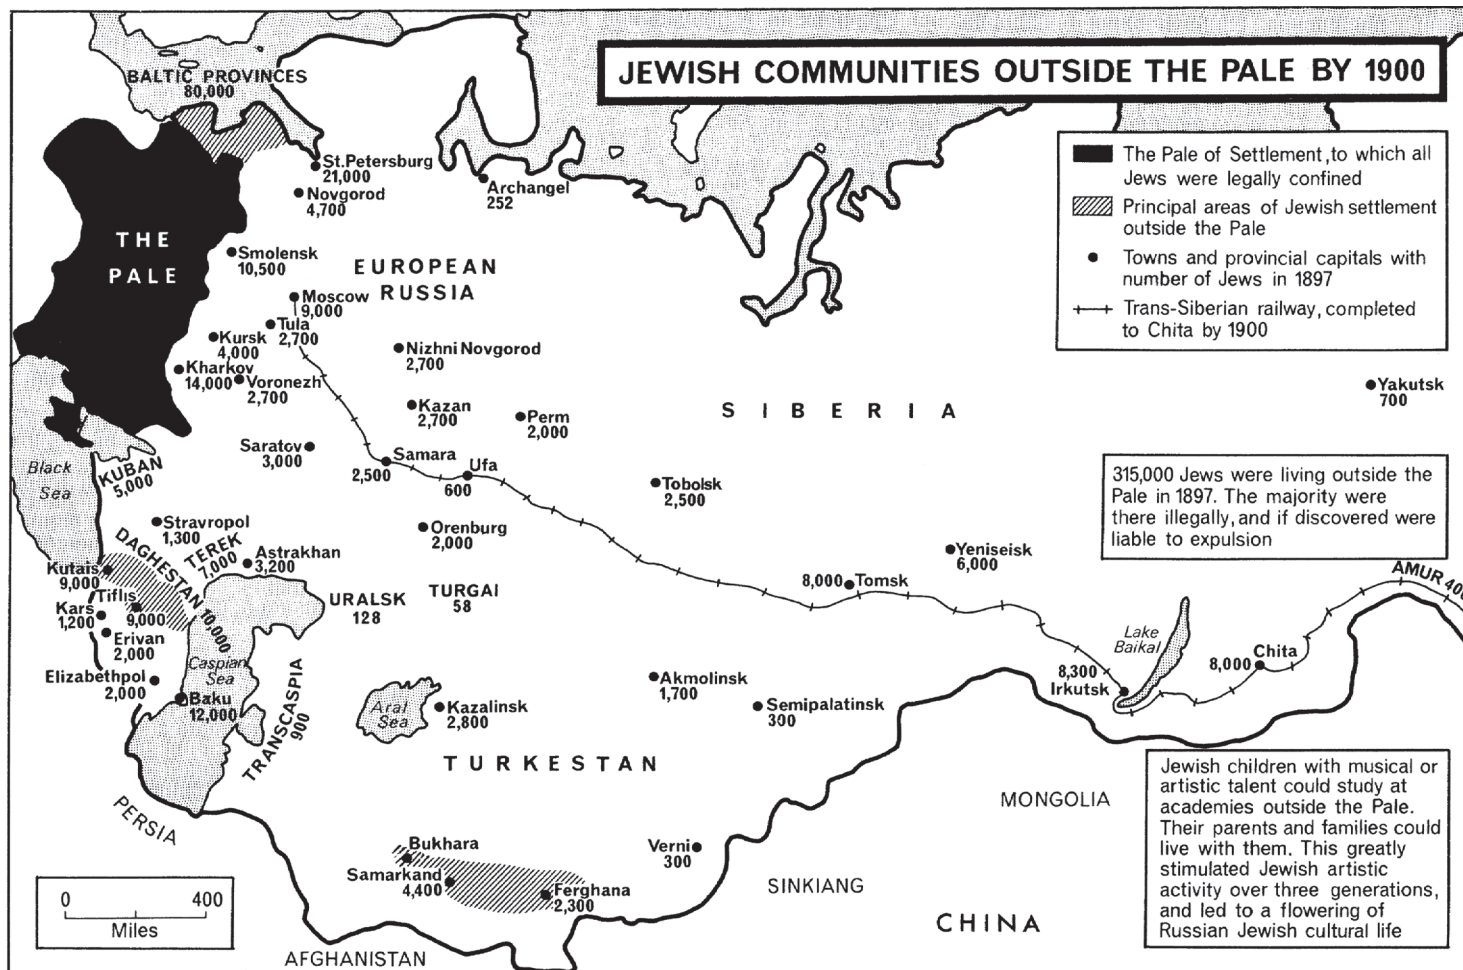 JEWISH COMMUNITIES OUTSIDE THE PALE BY 1900
The Pale of Settlement, to which all
Jews were legally confined
Principal areas of Jewish settlement
outside the Pale
Towns and provincial capitals with
number of Jews in 1897
Trans-Siberian railway, completed
to Chita by 1900
BALTIC PROVINCES
80,000
St. Petersburg
21,000
Novgorod
4,700
Archangel
252
THE
PALE
Smolensk
10,500
EUROPEAN
RUSSIA
Moscow
9,000
Tula
2,700
Kursk
4,000
Kharkov
14,000
Voronezh
2,700
Nizhni Novgorod
2,700
Kazan
2,700
Perm
2,000
SIBERIA
Yakutsk
700
Saratov
3,000
Samara
2,500
Ufa
600
Tobolsk
2,500
Black
Sea
KUBAN
5,000
315,000 Jews were living outside the
Pale in 1897. The majority were
there illegally, and if discovered were
liable to expulsion
Stravropol
1,300
TEREK
7,000
DAGHESTAN 10,000
Astrakhan
3,200
Orenburg
2,000
Yeniseisk
6,000
8,000 Tomsk
AMUR 400
Kutais
9,000
Tiflis
9,000
Kars
1,200
Erivan
2,000
URALSK
128
TURGAI
58
Lake
Baikal
Chita
8,000
8,300
Irkutsk
Elizabethpol
2,000
Caspian
Sea
Baku
12,000
TRANSCASPIA
900
Aral
Sea
Kazalinsk
2,800
Akmolinsk
1,700
Semipalatinsk
300
TURKESTAN
PERSIA
MONGOLIA
Jewish children with musical or
artistic talent could study at
academies outside the Pale.
Their parents and families could
live with them. This greatly
stimulated Jewish artistic
activity over three generations,
and led to a flowering of
Russian Jewish cultural life
Bukhara
Samarkand
4,400
Ferghana
2,300
Verni
300
SINKIANG
CHINA
AFGHANISTAN
0 400
Miles